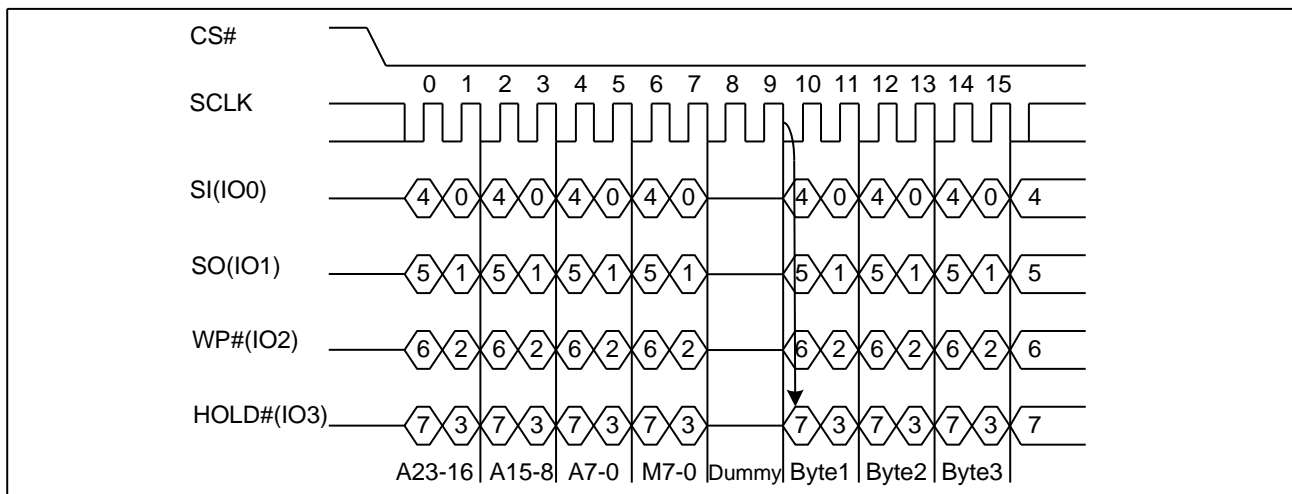 CS#
0 1 2 3 4 5 6 7 8 9 10 11 12 13 14 15
SCLK
SI(IO0) 4 0 4 0 4 0 4 0 4 0 4 0 4 0 4
SO(IO1) 5 1 5 1 5 1 5 1 5 1 5 1 5 1 5
WP#(IO2) 6 2 6 2 6 2 6 2 6 2 6 2 6 2 6
HOLD#(IO3) 7 3 7 3 7 3 7 3 7 3 7 3 7 3 7
A23-16 A15-8 A7-0 M7-0 Dummy Byte1 Byte2 Byte3